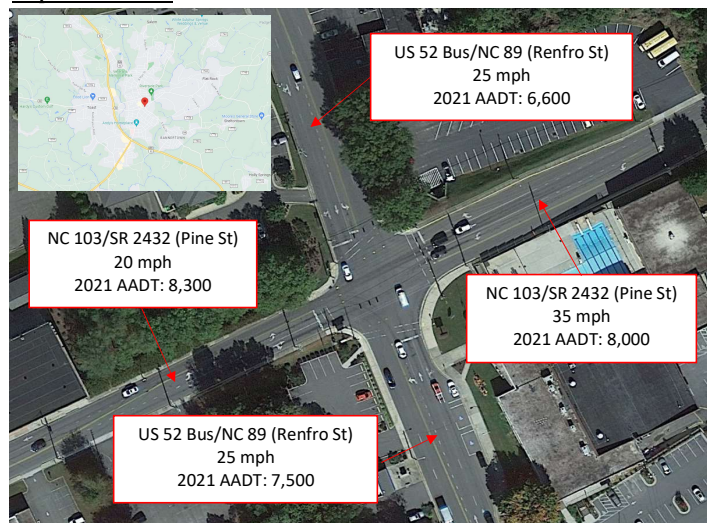 US 52 Bus/NC 89 (Renfro St)
25 mph
2021 AADT: 6,600
NC 103/SR 2432 (Pine St)
20 mph
2021 AADT: 8,300
NC 103/SR 2432 (Pine St)
35 mph
2021 AADT: 8,000
US 52 Bus/NC 89 (Renfro St)
25 mph
2021 AADT: 7,500